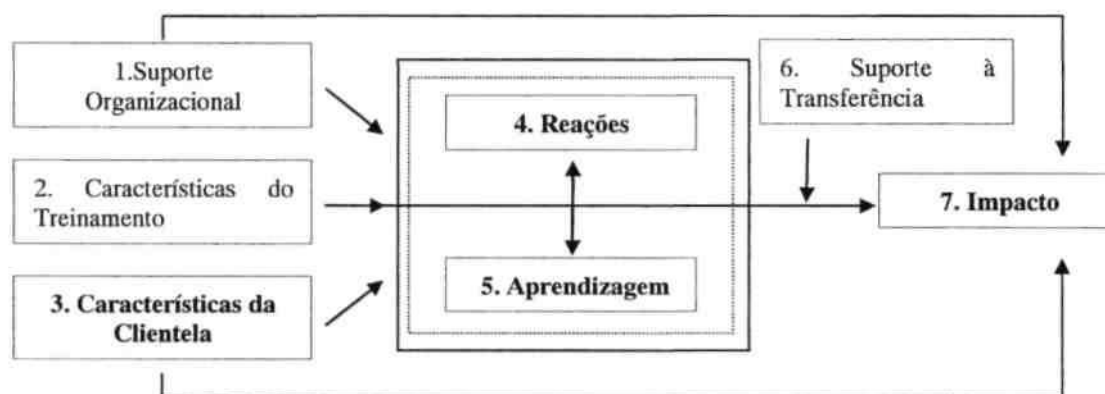 1.Suporte
Organizacional
2. Características do
Treinamento
3. Características da
Clientela
4. Reações
5. Aprendizagem
6. Suporte à
Transferência
7. Impacto